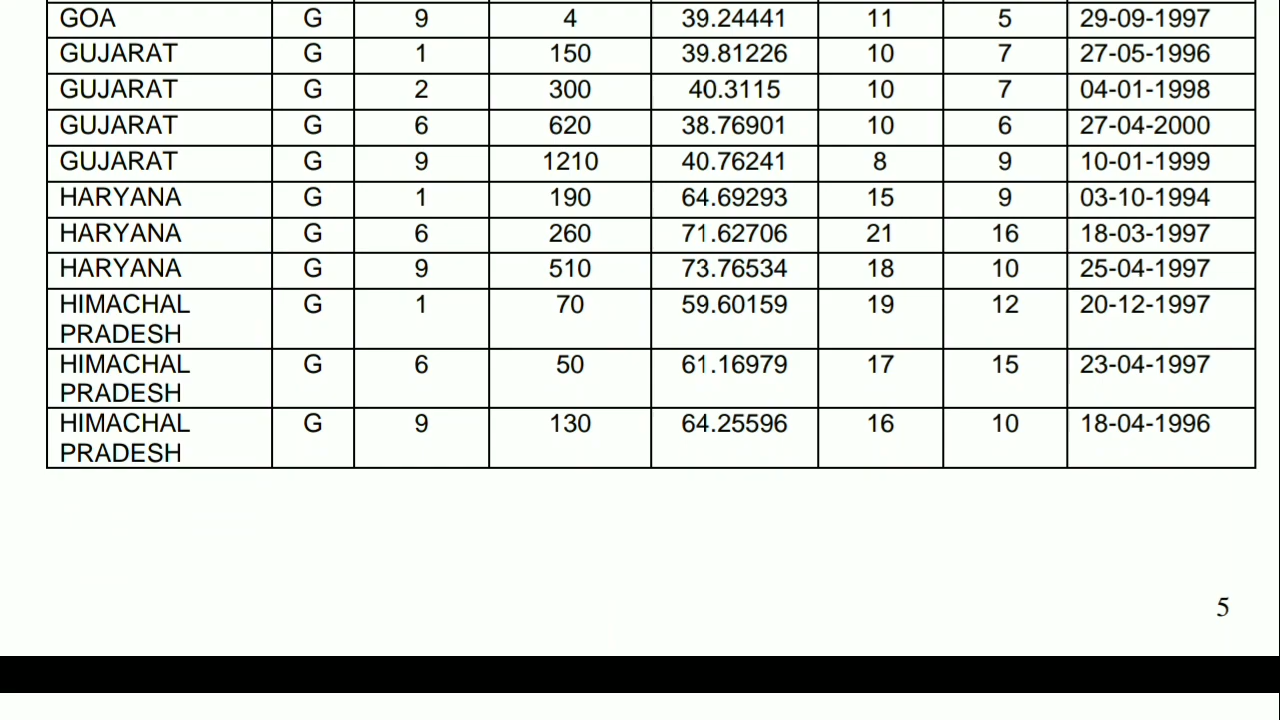 GOA G 9 4 39.24441 11 5 29-09-1997
GUJARAT G 1 150 39.81226 10 7 27-05-1996
GUJARAT G 2 300 40.3115 10 7 04-01-1998
GUJARAT G 6 620 38.76901 10 6 27-04-2000
GUJARAT G 9 1210 40.76241 8 9 10-01-1999
HARYANA G 1 190 64.69293 15 9 03-10-1994
HARYANA G 6 260 71.62706 21 16 18-03-1997
HARYANA G 9 510 73.76534 18 10 25-04-1997
HIMACHAL G 1 70 59.60159 19 12 20-12-1997
PRADESH
HIMACHAL G 6 50 61.16979 17 15 23-04-1997
PRADESH
HIMACHAL G 9 130 64.25596 16 10 18-04-1996
PRADESH
5